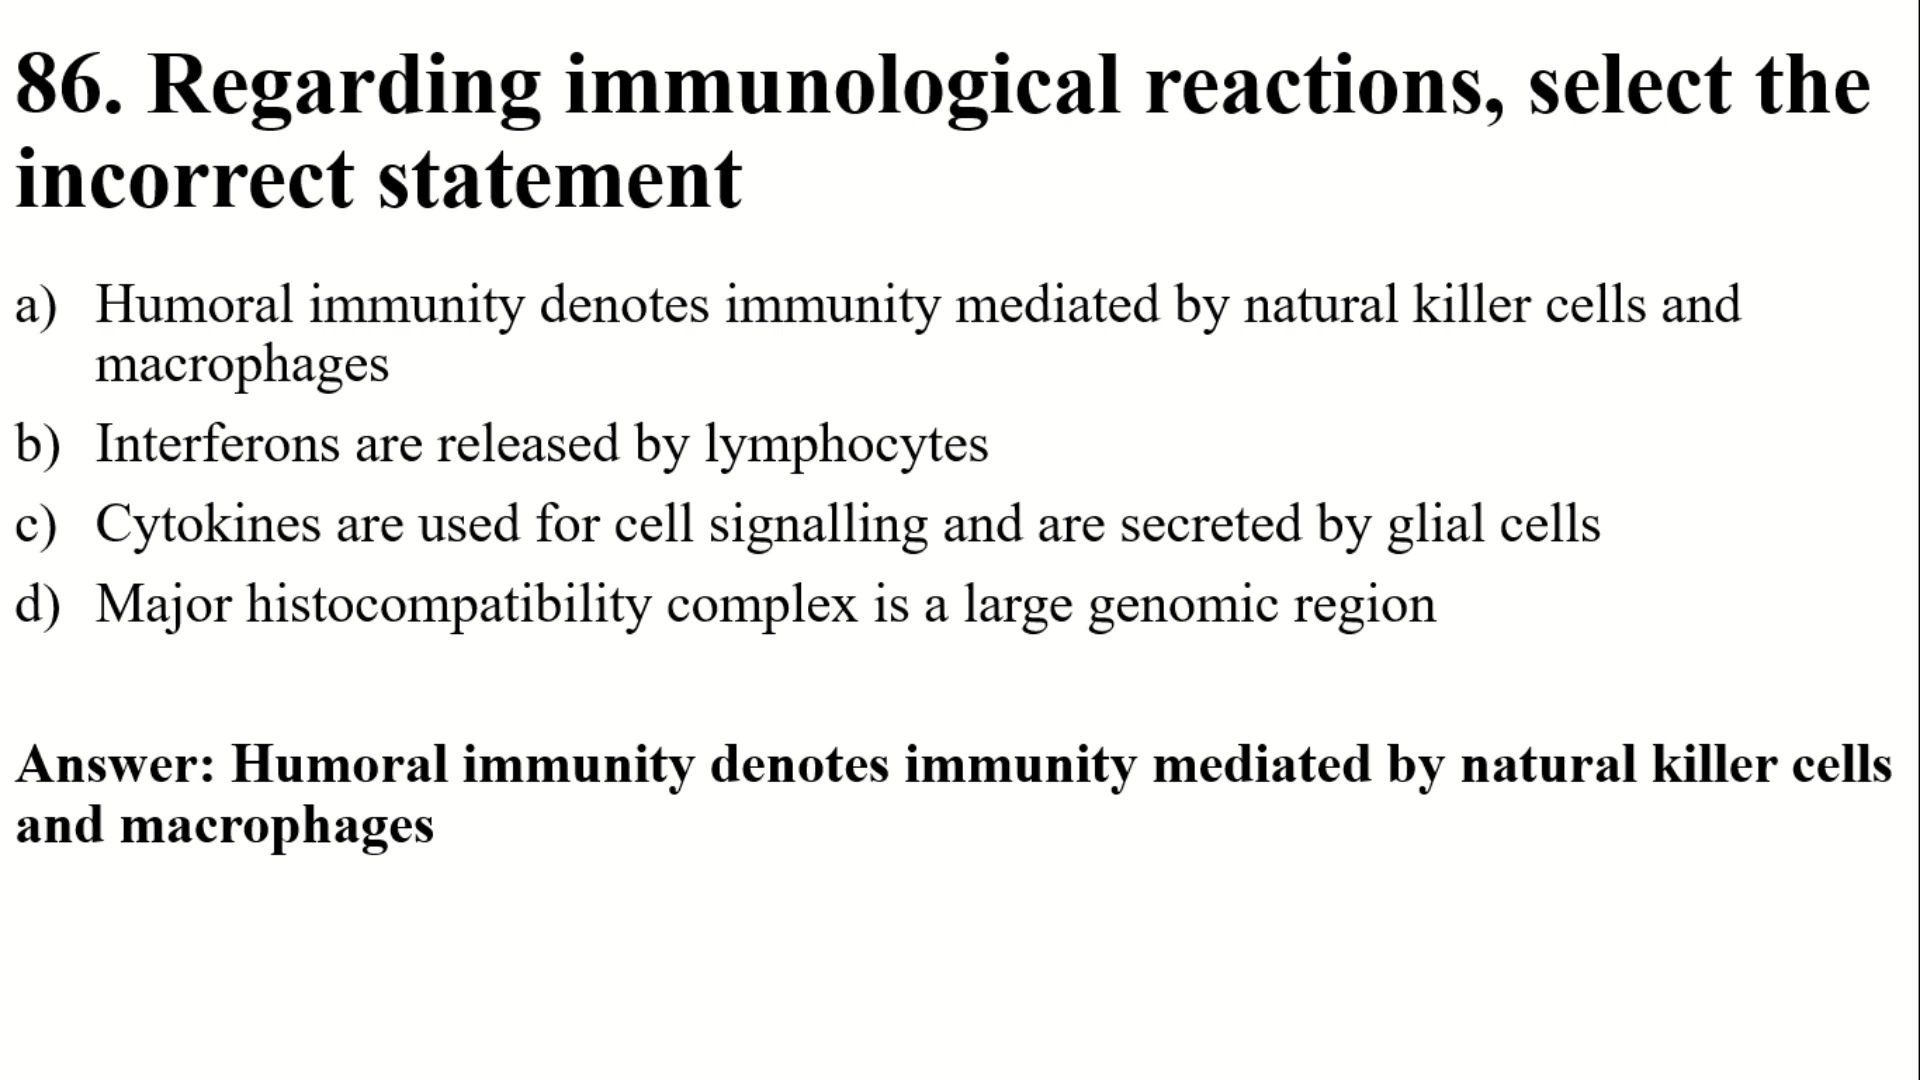 86. Regarding immunological reactions, select the
incorrect statement
a) Humoral immunity denotes immunity mediated by natural killer cells and
macrophages
b) Interferons are released by lymphocytes
c) Cytokines are used for cell signalling and are secreted by glial cells
d) Major histocompatibility complex is a large genomic region
Answer: Humoral immunity denotes immunity mediated by natural killer cells
and macrophages